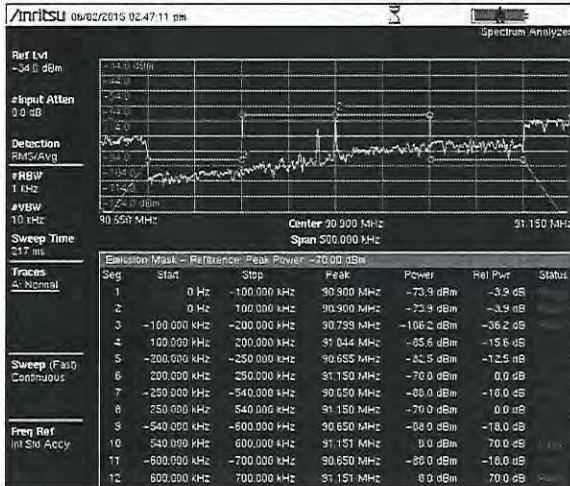 Anritsu 06/02/2015 02:47:11 pm
Spectrum Analyzer
Ref Lvl
-34.0 dBm
#Input Atten
0.0 dB
Detection
RMS/Avg
#RBW
1 kHz
#VBW
10 kHz
Sweep Time
217 ms
Traces
A: Normal
Sweep (Fast)
Continuous
Freq Ref
Int Std Accy
-34.0 dBm
90.650 MHz
Center 90.900 MHz
91.150 MHz
Span 500.000 kHz
Emission Mask - Reference: Peak Power -70.00 dBm
Seg Start Stop Peak Power Rel Pwr Status
1 0 Hz -100.000 kHz 90.900 MHz -73.9 dBm -3.9 dB
2 0 Hz 100.000 kHz 90.900 MHz -73.9 dBm -3.9 dB
3 -100.000 kHz -200.000 kHz 90.799 MHz -106.2 dBm -36.2 dB
4 100.000 kHz 200.000 kHz 91.044 MHz -85.6 dBm -15.6 dB
5 -200.000 kHz -250.000 kHz 90.655 MHz -82.5 dBm -12.5 dB
6 200.000 kHz 250.000 kHz 91.150 MHz -70.0 dBm 0.0 dB
7 -250.000 kHz -540.000 kHz 90.650 MHz -88.0 dBm -18.0 dB
8 250.000 kHz 540.000 kHz 91.150 MHz -70.0 dBm 0.0 dB
9 -540.000 kHz -600.000 kHz 90.650 MHz -88.0 dBm -18.0 dB
10 540.000 kHz 600.000 kHz 91.151 MHz 0.0 dBm 70.0 dB
11 -600.000 kHz -700.000 kHz 90.650 MHz -88.0 dBm -18.0 dB
12 600.000 kHz 700.000 kHz 91.151 MHz 0.0 dBm 70.0 dB